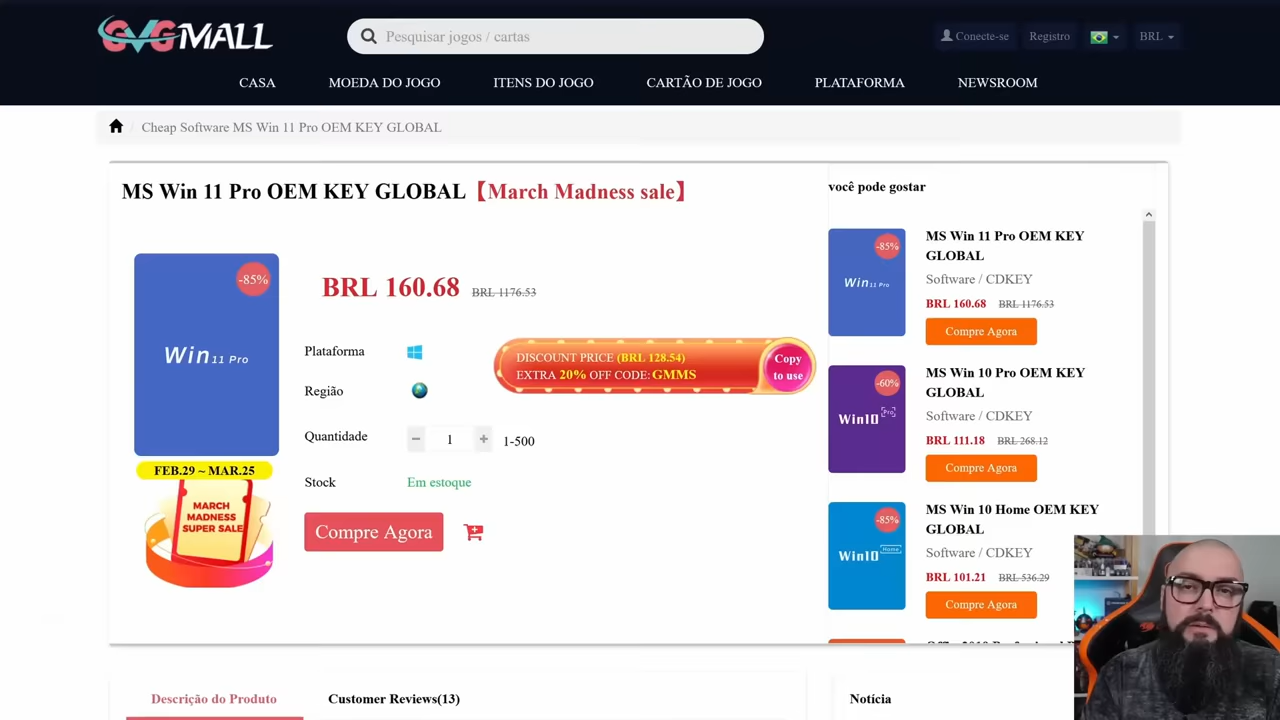 GVGMALL
Pesquisar jogos / cartas
Conecte-se
Registro
BRL
CASA
MOEDA DO JOGO
ITENS DO JOGO
CARTÃO DE JOGO
PLATAFORMA
NEWSROOM
Cheap Software MS Win 11 Pro OEM KEY GLOBAL
MS Win 11 Pro OEM KEY GLOBAL【March Madness sale】
-85%
Win 11 Pro
FEB.29 ~ MAR.25
MARCH
MADNESS
SUPER SALE
BRL 160.68 BRL 1176.53
Plataforma
Região
Quantidade
1
1-500
Stock
Em estoque
DISCOUNT PRICE (BRL 128.54)
EXTRA 20% OFF CODE: GMMS
Copy
to use
Compre Agora
você pode gostar
-85%
Win 11 Pro
MS Win 11 Pro OEM KEY
GLOBAL
Software / CDKEY
BRL 160.68 BRL 1176.53
Compre Agora
-60%
Win10 Pro
MS Win 10 Pro OEM KEY
GLOBAL
Software / CDKEY
BRL 111.18 BRL 268.12
Compre Agora
-85%
Win10 Home
MS Win 10 Home OEM KEY
GLOBAL
Software / CDKEY
BRL 101.21 BRL 536.29
Compre Agora
Descrição do Produto
Customer Reviews(13)
Notícia